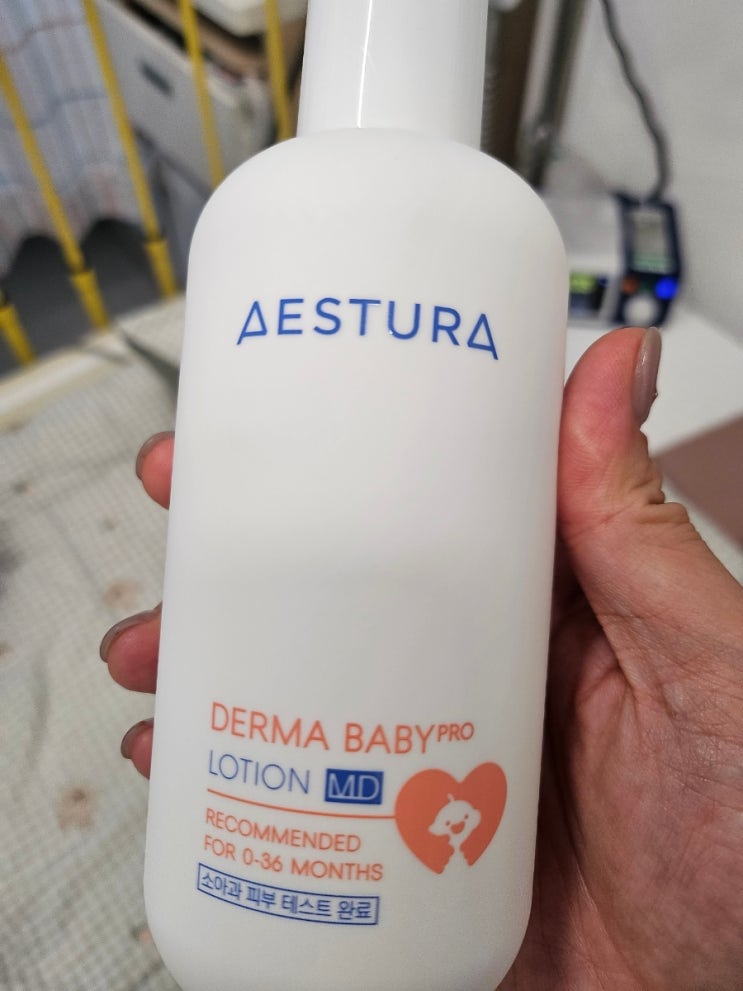 AESTURA
DERMA BABY PRO
LOTION MD
RECOMMENDED
FOR 0-36 MONTHS
소아과 피부 테스트 완료